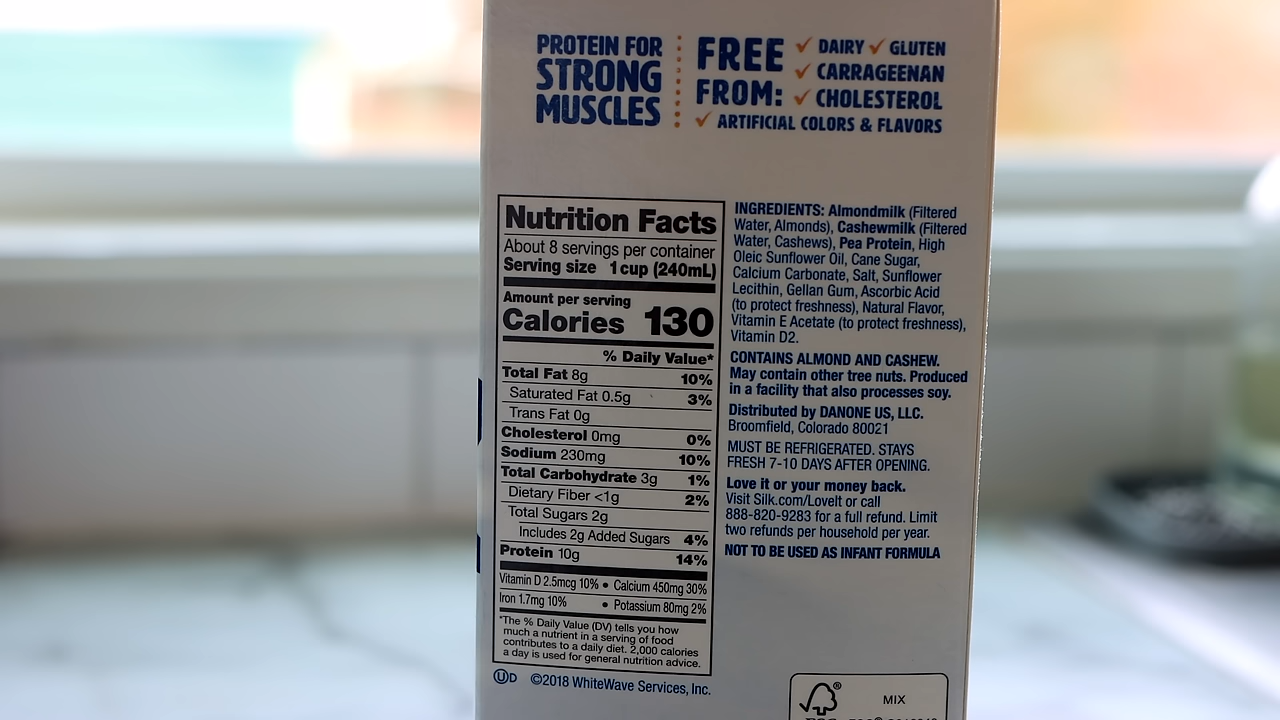 PROTEIN FOR
STRONG
MUSCLES
FREE
FROM:
✓ DAIRY ✓ GLUTEN
✓ CARRAGEENAN
✓ CHOLESTEROL
✓ ARTIFICIAL COLORS & FLAVORS
Nutrition Facts
About 8 servings per container
Serving size 1 cup (240mL)
Amount per serving
Calories 130
% Daily Value*
Total Fat 8g 10%
Saturated Fat 0.5g 3%
Trans Fat 0g
Cholesterol 0mg 0%
Sodium 230mg 10%
Total Carbohydrate 3g 1%
Dietary Fiber <1g 2%
Total Sugars 2g
Includes 2g Added Sugars 4%
Protein 10g 14%
Vitamin D 2.5mcg 10% • Calcium 450mg 30%
Iron 1.7mg 10% • Potassium 80mg 2%
*The % Daily Value (DV) tells you how
much a nutrient in a serving of food
contributes to a daily diet. 2,000 calories
a day is used for general nutrition advice.
UD ©2018 WhiteWave Services, Inc.
INGREDIENTS: Almondmilk (Filtered
Water, Almonds), Cashewmilk (Filtered
Water, Cashews), Pea Protein, High
Oleic Sunflower Oil, Cane Sugar,
Calcium Carbonate, Salt, Sunflower
Lecithin, Gellan Gum, Ascorbic Acid
(to protect freshness), Natural Flavor,
Vitamin E Acetate (to protect freshness),
Vitamin D2.
CONTAINS ALMOND AND CASHEW.
May contain other tree nuts. Produced
in a facility that also processes soy.
Distributed by DANONE US, LLC.
Broomfield, Colorado 80021
MUST BE REFRIGERATED. STAYS
FRESH 7-10 DAYS AFTER OPENING.
Love it or your money back.
Visit Silk.com/LoveIt or call
888-820-9283 for a full refund. Limit
two refunds per household per year.
NOT TO BE USED AS INFANT FORMULA
® MIX